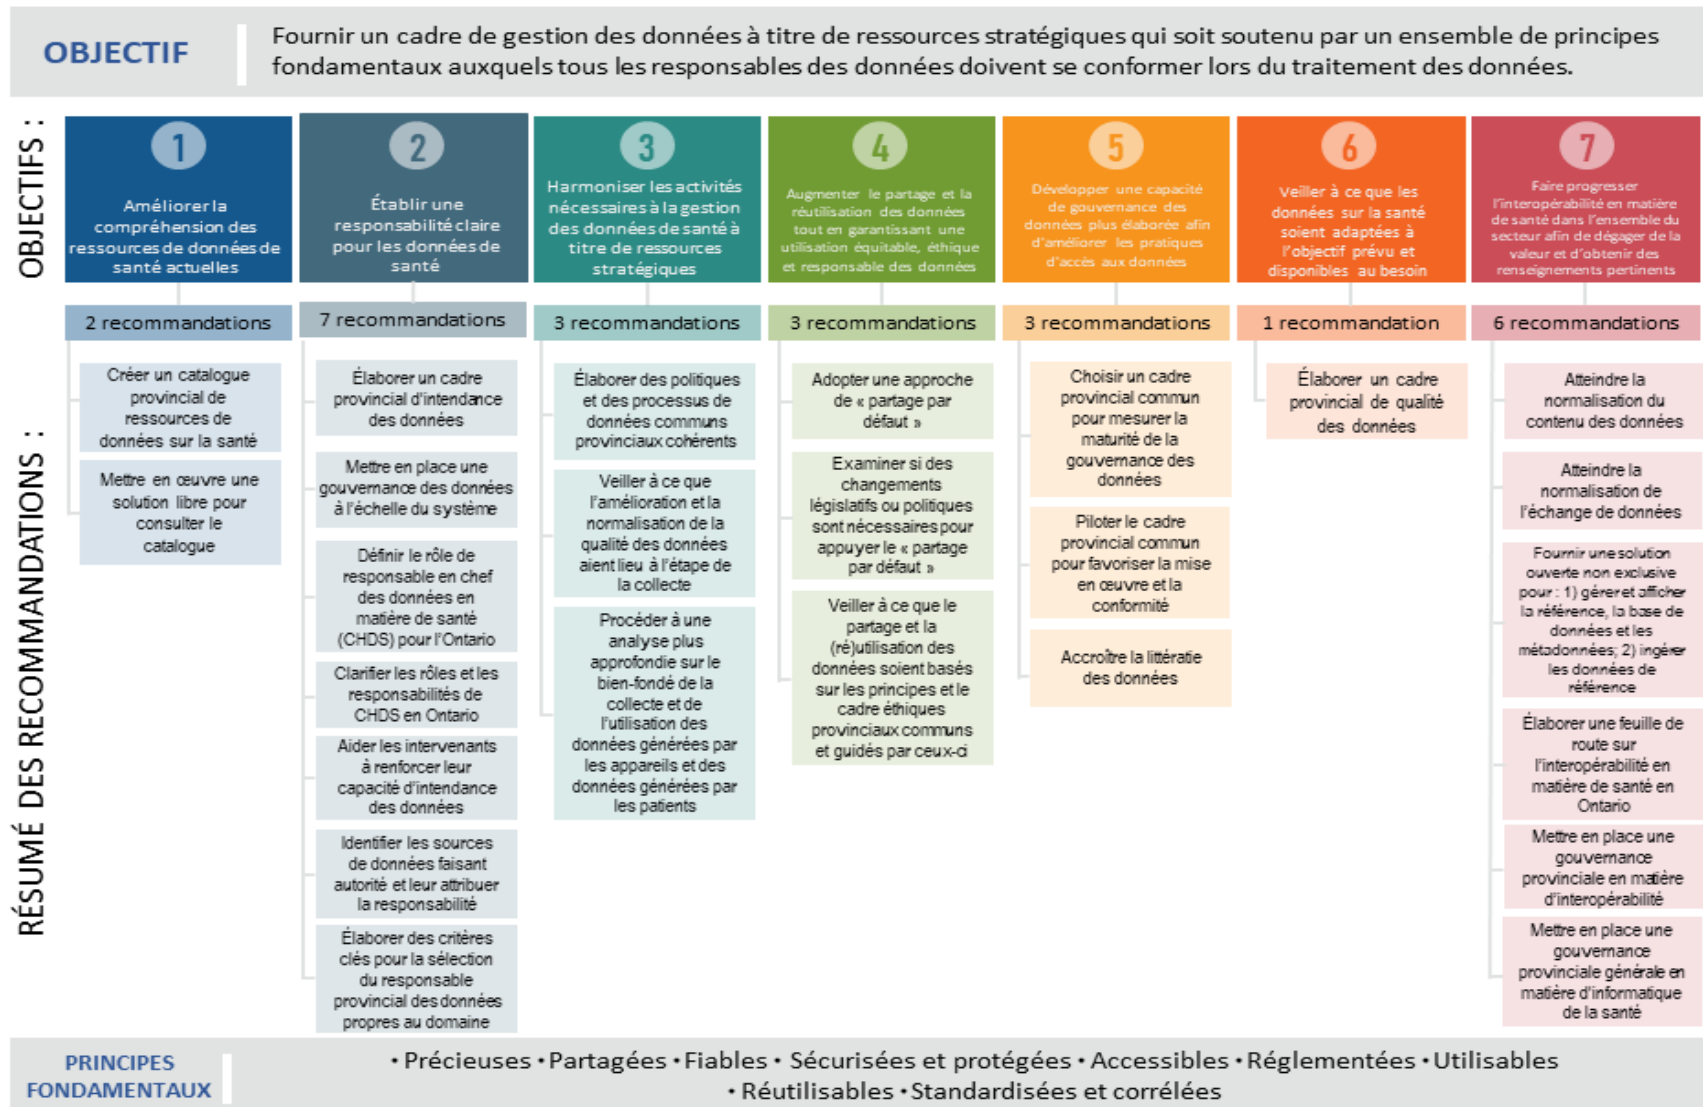 OBJECTIF
Fournir un cadre de gestion des données à titre de ressources stratégiques qui soit soutenu par un ensemble de principes
fondamentaux auxquels tous les responsables des données doivent se conformer lors du traitement des données.
OBJECTIFS :
1
Améliorer la
compréhension des
ressources de données de
santé actuelles
2
Établir une
responsabilité claire
pour les données de
santé
3
Harmoniser les activités
nécessaires à la gestion
des données de santé à
titre de ressources
stratégiques
4
Augmenter le partage et la
réutilisation des données
tout en garantissant une
utilisation équitable, éthique
et responsable des données
5
Développer une capacité
de gouvernance des
données plus élaborée afin
d'améliorer les pratiques
d'accès aux données
6
Veiller à ce que les
données sur la santé
soient adaptées à
l'objectif prévu et
disponibles au besoin
7
Faire progresser
l'interopérabilité en matière
de santé dans l'ensemble du
secteur afin de dégager de la
valeur et d'obtenir des
renseignements pertinents
RÉSUMÉ DES RECOMMANDATIONS :
2 recommandations
Créer un catalogue
provincial de
ressources de
données sur la santé
Mettre en œuvre une
solution libre pour
consulter le
catalogue
7 recommandations
Élaborer un cadre
provincial d'intendance
des données
Mettre en place une
gouvernance des données
à l'échelle du système
Définir le rôle de
responsable en chef
des données en
matière de santé
(CHDS) pour l'Ontario
Clarifier les rôles et les
responsabilités de
CHDS en Ontario
Aider les intervenants
à renforcer leur
capacité d'intendance
des données
Identifier les sources
de données faisant
autorité et leur attribuer
la responsabilité
Élaborer des critères
clés pour la sélection
du responsable
provincial des données
propres au domaine
3 recommandations
Élaborer des politiques
et des processus de
données communs
provinciaux cohérents
Veiller à ce que
l'amélioration et la
normalisation de la
qualité des données
aient lieu à l'étape de
la collecte
Procéder à une
analyse plus
approfondie sur le
bien-fondé de la
collecte et de
l'utilisation des
données générées par
les appareils et des
données générées par
les patients
3 recommandations
Adopter une approche
de « partage par
défaut »
Examiner si des
changements
législatifs ou politiques
sont nécessaires pour
appuyer le « partage
par défaut »
Veiller à ce que le
partage et la
(ré)utilisation des
données soient basés
sur les principes et le
cadre éthiques
provinciaux communs
et guidés par ceux-ci
3 recommandations
Choisir un cadre
provincial commun
pour mesurer la
maturité de la
gouvernance des
données
Piloter le cadre
provincial commun
pour favoriser la mise
en œuvre et la
conformité
Accroître la littératie
des données
1 recommandation
Élaborer un cadre
provincial de qualité
des données
6 recommandations
Atteindre la
normalisation du
contenu des données
Atteindre la
normalisation de
l'échange de données
Fournir une solution
ouverte non exclusive
pour : 1) gérer et afficher
la référence, la base de
données et les
métadonnées; 2) ingérer
les données de
référence
Élaborer une feuille de
route sur
l'interopérabilité en
matière de santé en
Ontario
Mettre en place une
gouvernance
provinciale en matière
d'interopérabilité
Mettre en place une
gouvernance
provinciale générale en
matière d'informatique
de la santé
PRINCIPES
FONDAMENTAUX
• Précieuses • Partagées • Fiables • Sécurisées et protégées • Accessibles • Réglementées • Utilisables
• Réutilisables • Standardisées et corrélées